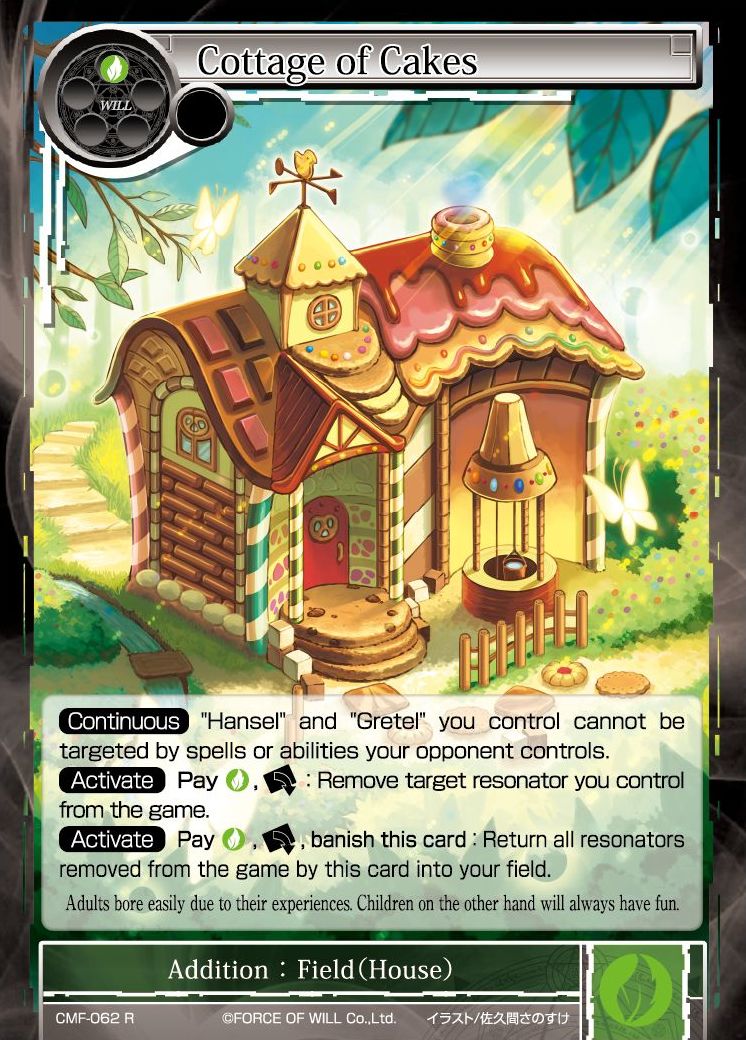 Cottage of Cakes
WILL
Continuous "Hansel" and "Gretel" you control cannot be
targeted by spells or abilities your opponent controls.
Activate Pay , : Remove target resonator you control
from the game.
Activate Pay , , banish this card : Return all resonators
removed from the game by this card into your field.
Adults bore easily due to their experiences. Children on the other hand will always have fun.
Addition : Field(House)
CMF-062 R ©FORCE OF WILL Co.,Ltd. イラスト/佐久間さのすけ